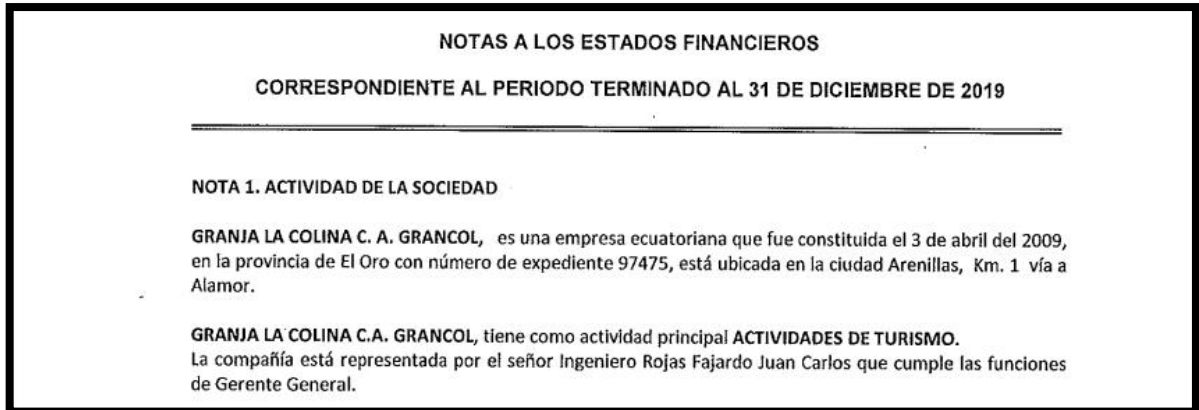 NOTAS A LOS ESTADOS FINANCIEROS
CORRESPONDIENTE AL PERIODO TERMINADO AL 31 DE DICIEMBRE DE 2019
NOTA 1. ACTIVIDAD DE LA SOCIEDAD
GRANJA LA COLINA C. A. GRANCOL, es una empresa ecuatoriana que fue constituida el 3 de abril del 2009,
en la provincia de El Oro con número de expediente 97475, está ubicada en la ciudad Arenillas, Km. 1 vía a
Alamor.
GRANJA LA COLINA C.A. GRANCOL, tiene como actividad principal ACTIVIDADES DE TURISMO.
La compañía está representada por el señor Ingeniero Rojas Fajardo Juan Carlos que cumple las funciones
de Gerente General.